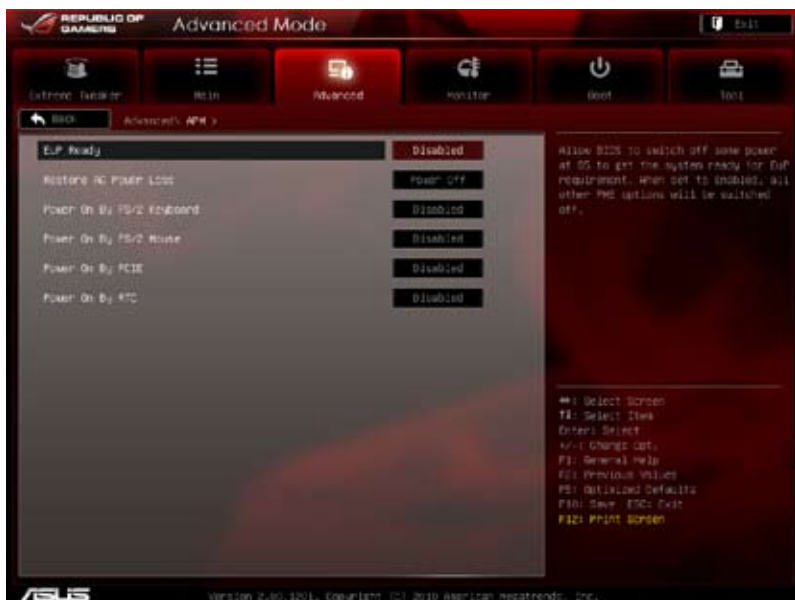 REPUBLIC OF GAMERS
Advanced Mode
Exit
Extreme Tweaker
Main
Advanced
Monitor
Boot
Tool
Back
Advanced\ APM >
EuP Ready
Disabled
Restore AC Power Loss
Power Off
Power On By PS/2 Keyboard
Disabled
Power On By PS/2 Mouse
Disabled
Power On By PCIE
Disabled
Power On By RTC
Disabled
Allow BIOS to switch off some power
at S5 to get the system ready for EuP
requirement. When set to Enabled, all
other PME options will be switched
off.
: Select Screen
: Select Item
Enter: Select
+/-: Change Opt.
F1: General Help
F2: Previous Values
F5: Optimized Defaults
F10: Save ESC: Exit
F12: Print Screen
ASUS
Version 2.00.1201. Copyright (C) 2010 American Megatrends, Inc.